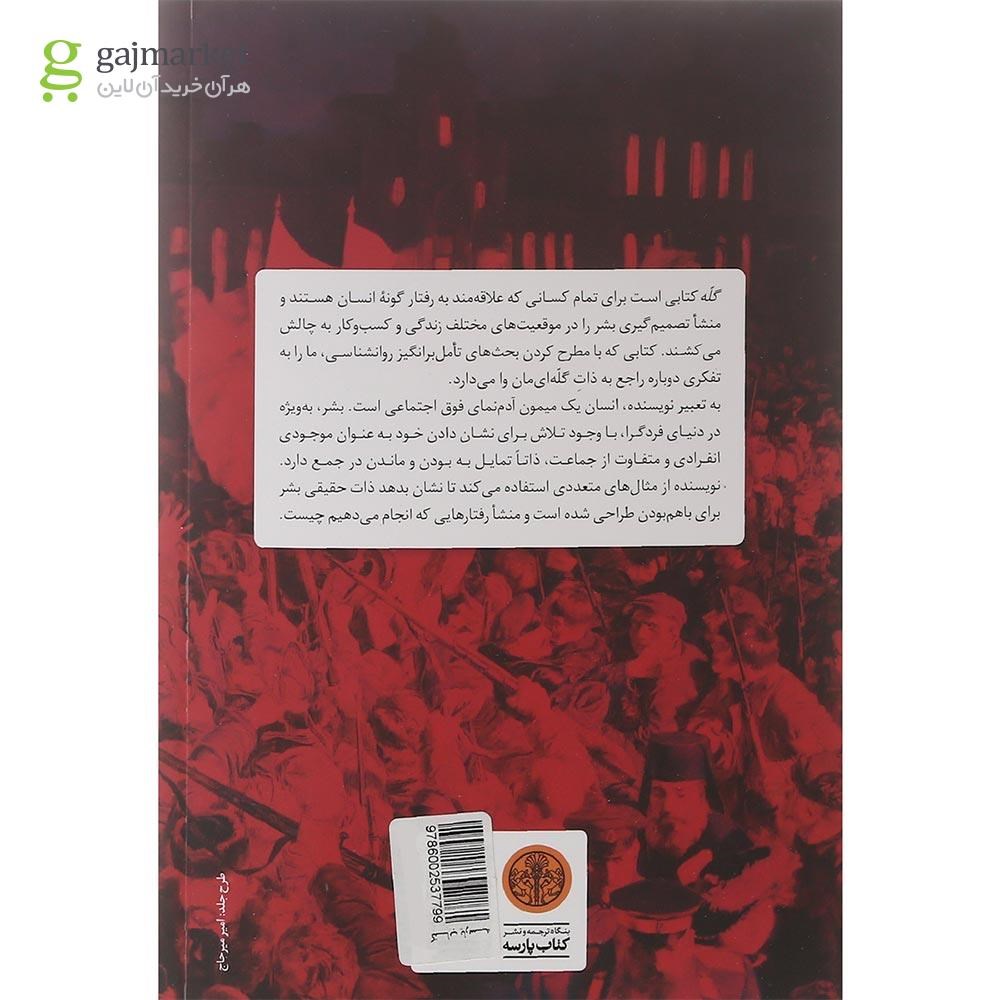 gajmarket
هر آن خرید آن لاین
گلّه کتابی است برای تمام کسانی که علاقه‌مند به رفتار گونهٔ انسان هستند و
منشأ تصمیم‌گیری بشر را در موقعیت‌های مختلف زندگی و کسب‌وکار به چالش
می‌کشند. کتابی که با مطرح کردن بحث‌های تأمل‌برانگیز روانشناسی، ما را به
تفکری دوباره راجع به ذاتِ گلّه‌ای‌مان وا می‌دارد.
به تعبیر نویسنده، انسان یک میمون آدم‌نمای فوق اجتماعی است. بشر، به‌ویژه
در دنیای فردگرا، با وجود تلاش برای نشان دادن خود به عنوان موجودی
انفرادی و متفاوت از جماعت، ذاتاً تمایل به بودن و ماندن در جمع دارد.
نویسنده از مثال‌های متعددی استفاده می‌کند تا نشان بدهد ذات حقیقی بشر
برای باهم‌بودن طراحی شده است و منشأ رفتارهایی که انجام می‌دهیم چیست.
9786002537799
بنگاه ترجمه و نشر
کتاب پارسه
طرح جلد: امیر میرحاج